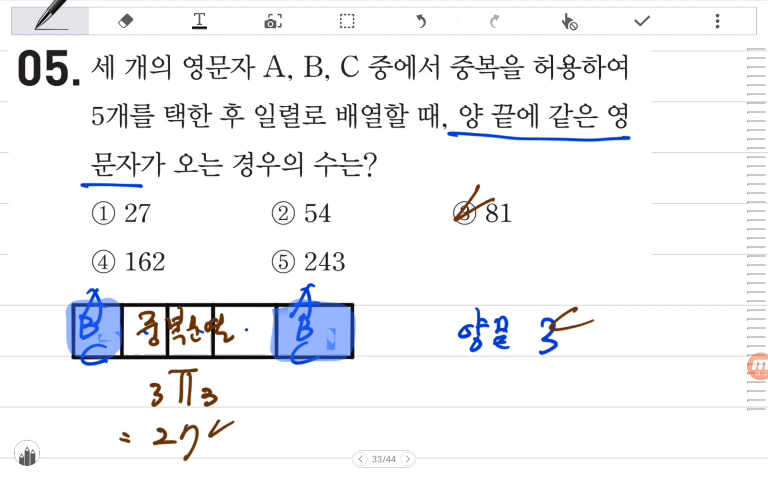 05. 세 개의 영문자 A, B, C 중에서 중복을 허용하여
5개를 택한 후 일렬로 배열할 때, 양 끝에 같은 영
문자가 오는 경우의 수는?
① 27 ② 54 ③ 81
④ 162 ⑤ 243
A A
B 중복순열 B 양끝 3
C C
3 Π 3
= 27
33/44